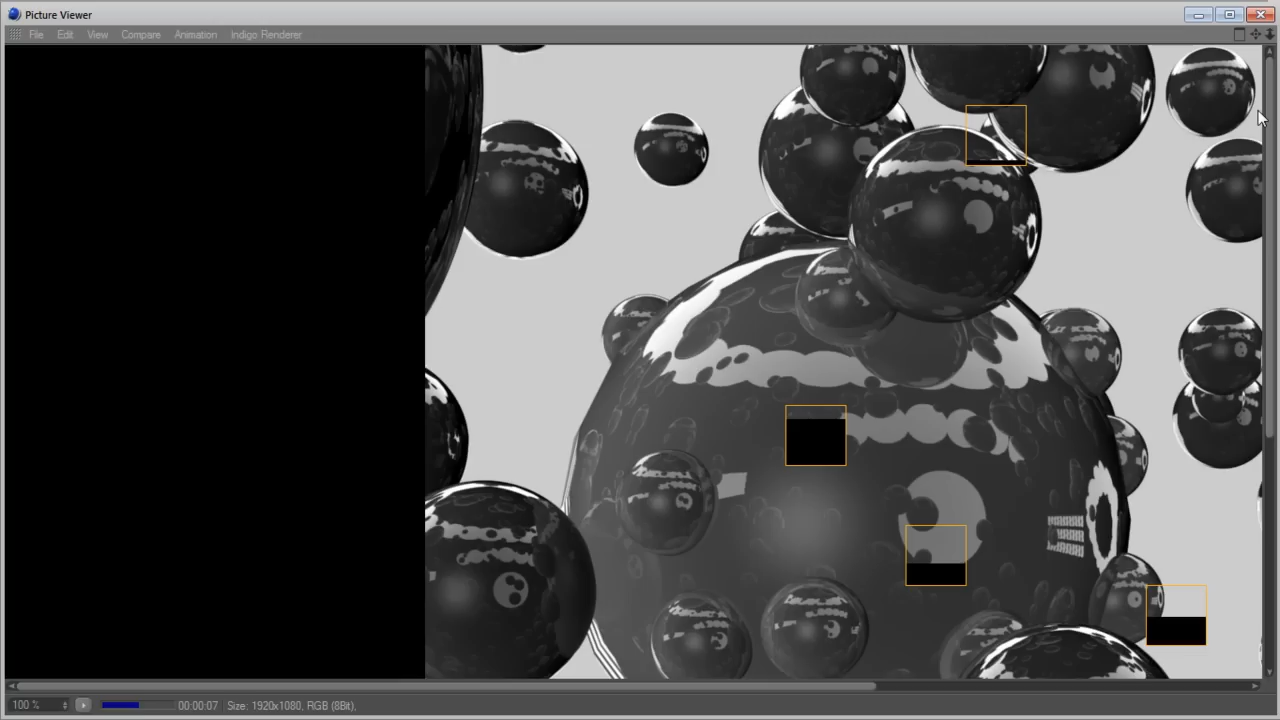 Picture Viewer
File Edit View Compare Animation Indigo Renderer
100 % 00:00:07 Size: 1920x1080, RGB (8Bit),